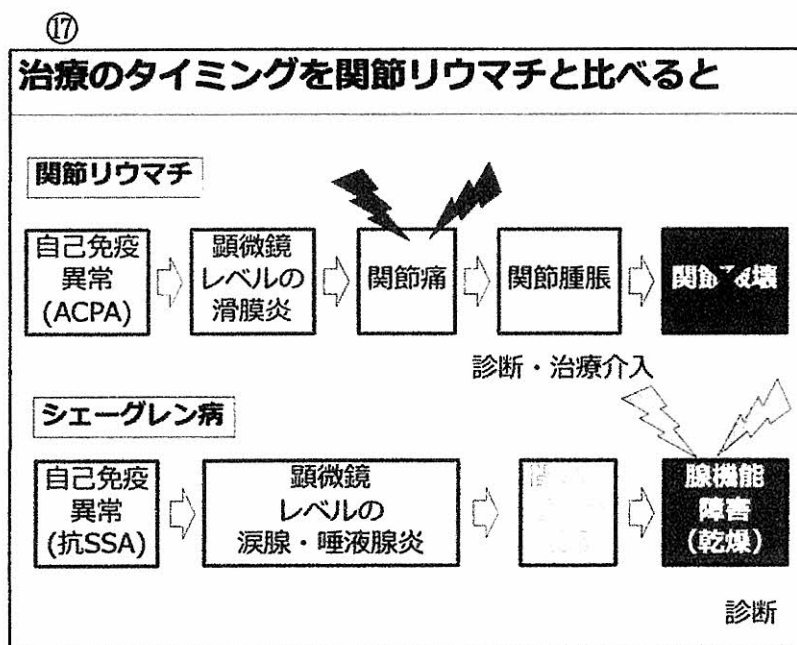 ⑰
治療のタイミングを関節リウマチと比べると
関節リウマチ
自己免疫
異常
(ACPA)
顕微鏡
レベルの
滑膜炎
関節痛
関節腫脹
関節破壊
診断・治療介入
シェーグレン病
自己免疫
異常
(抗SSA)
顕微鏡
レベルの
涙腺・唾液腺炎
腺機能
障害
(乾燥)
診断